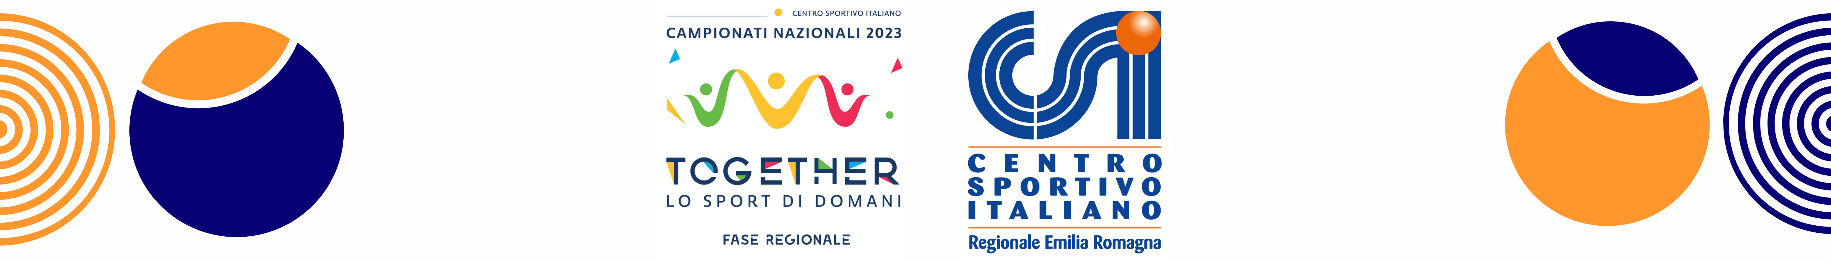 CENTRO SPORTIVO ITALIANO
CAMPIONATI NAZIONALI 2023
TOGETHER
LO SPORT DI DOMANI
FASE REGIONALE
CSI
CENTRO
SPORTIVO
ITALIANO
Regionale Emilia Romagna